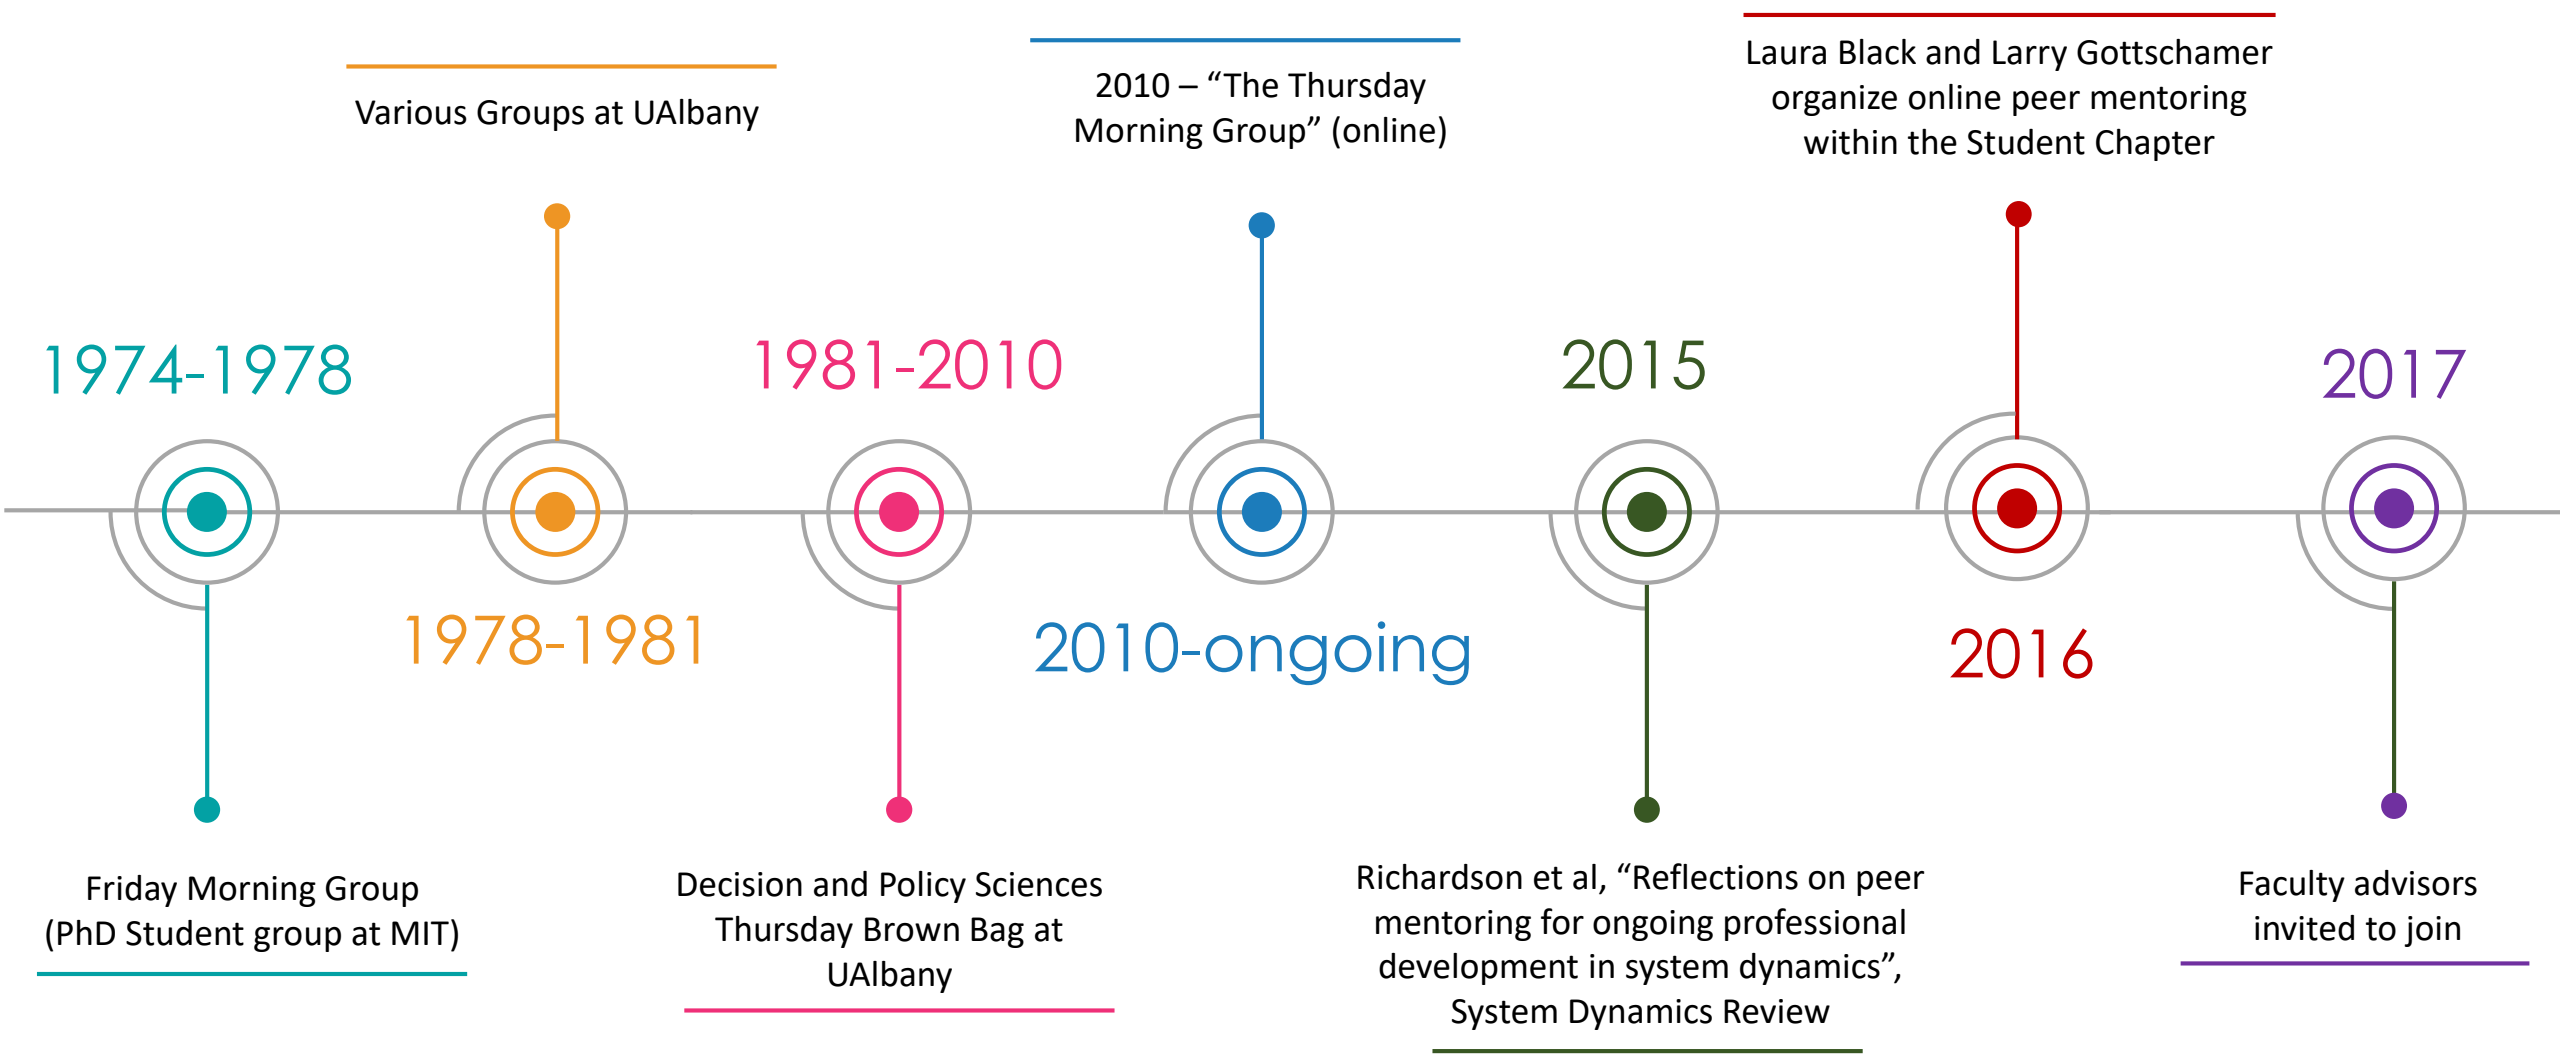 1974-1978
Friday Morning Group
(PhD Student group at MIT)
Various Groups at UAlbany
1978-1981
1981-2010
Decision and Policy Sciences
Thursday Brown Bag at
UAlbany
2010 – “The Thursday
Morning Group” (online)
2010-ongoing
2015
Richardson et al, “Reflections on peer
mentoring for ongoing professional
development in system dynamics”,
System Dynamics Review
Laura Black and Larry Gottschamer
organize online peer mentoring
within the Student Chapter
2016
2017
Faculty advisors
invited to join